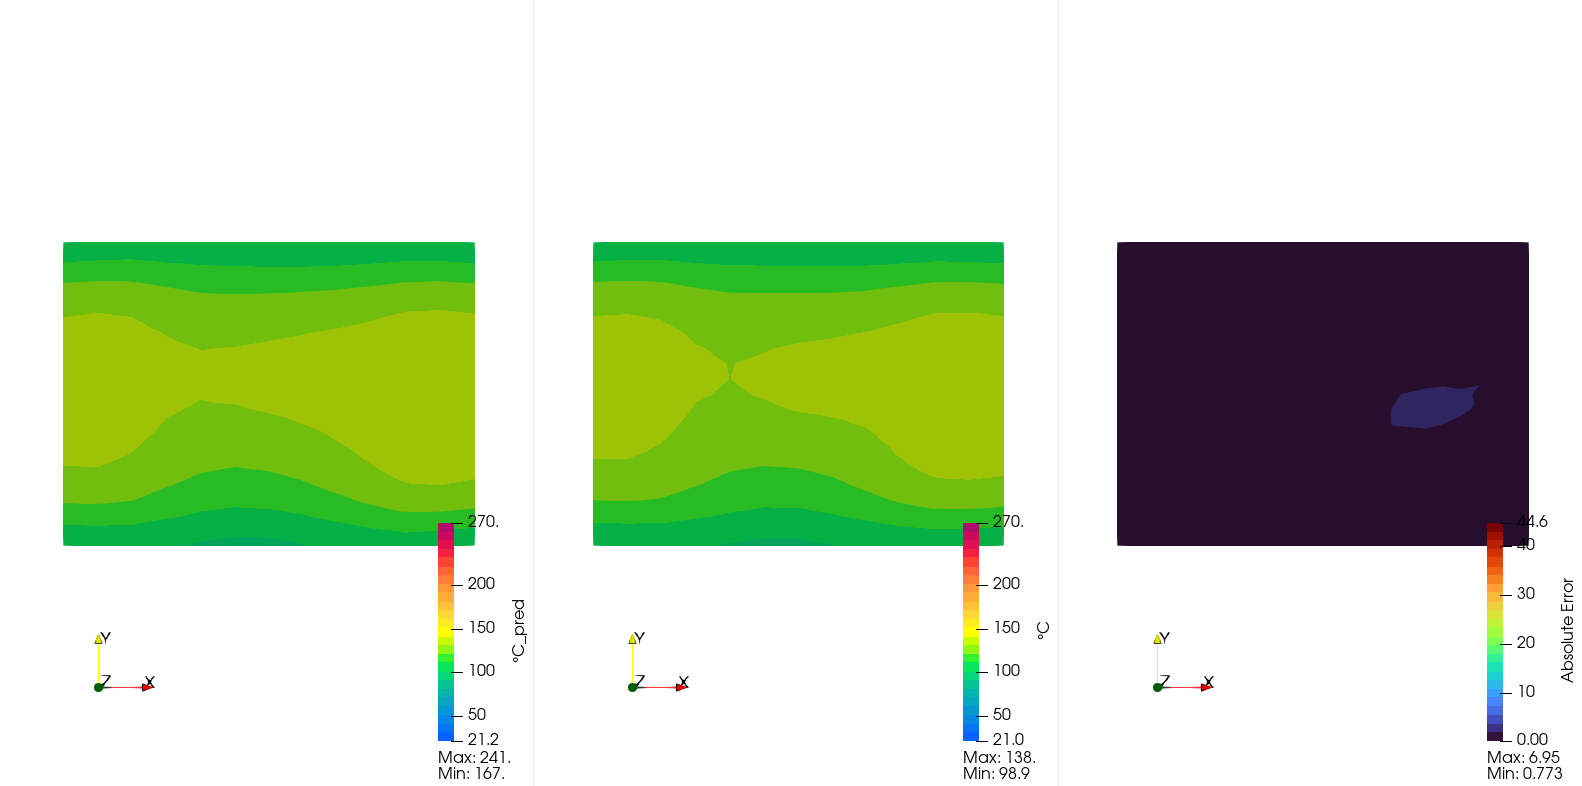 270.
200
150
100
50
21.2
°C_pred
Max: 241.
Min: 167.
Y
Z
X
270.
200
150
100
50
21.0
°C
Max: 138.
Min: 98.9
Y
Z
X
44.6
40
30
20
10
0.00
Absolute Error
Max: 6.95
Min: 0.773
Y
Z
X